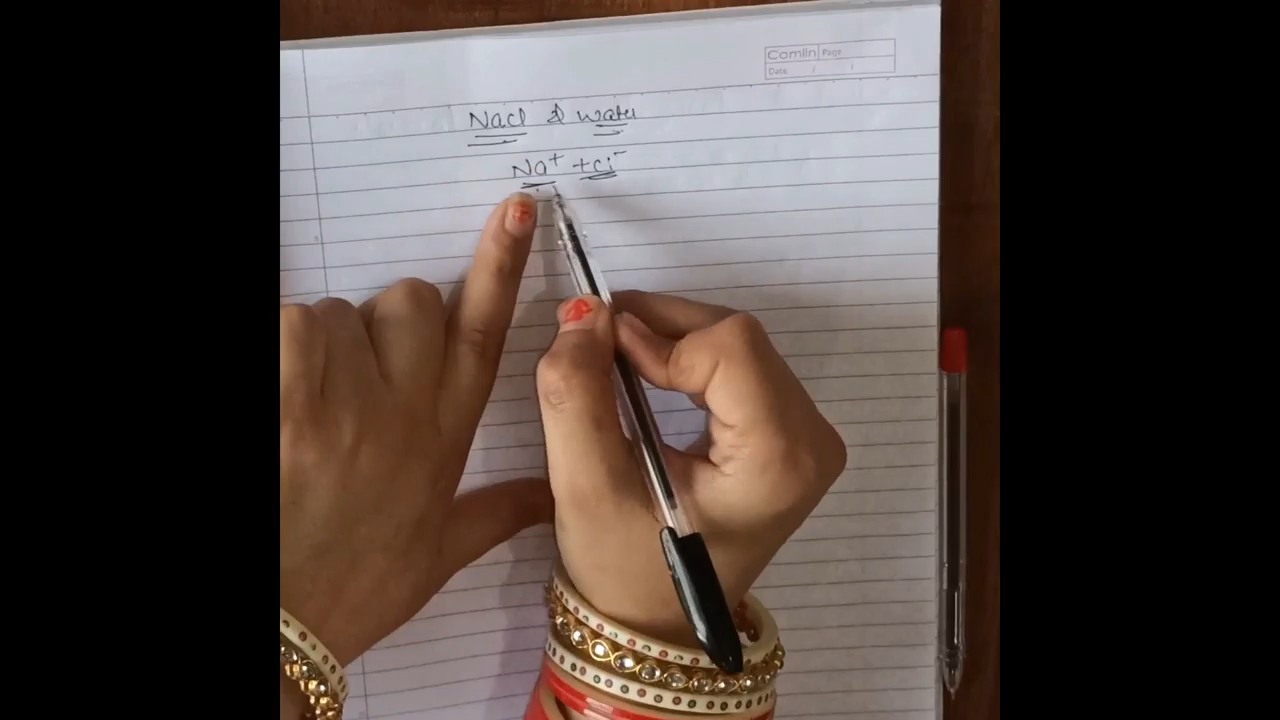 Camlin Page
Date / /
Nacl & water
Na⁺ + Cl⁻